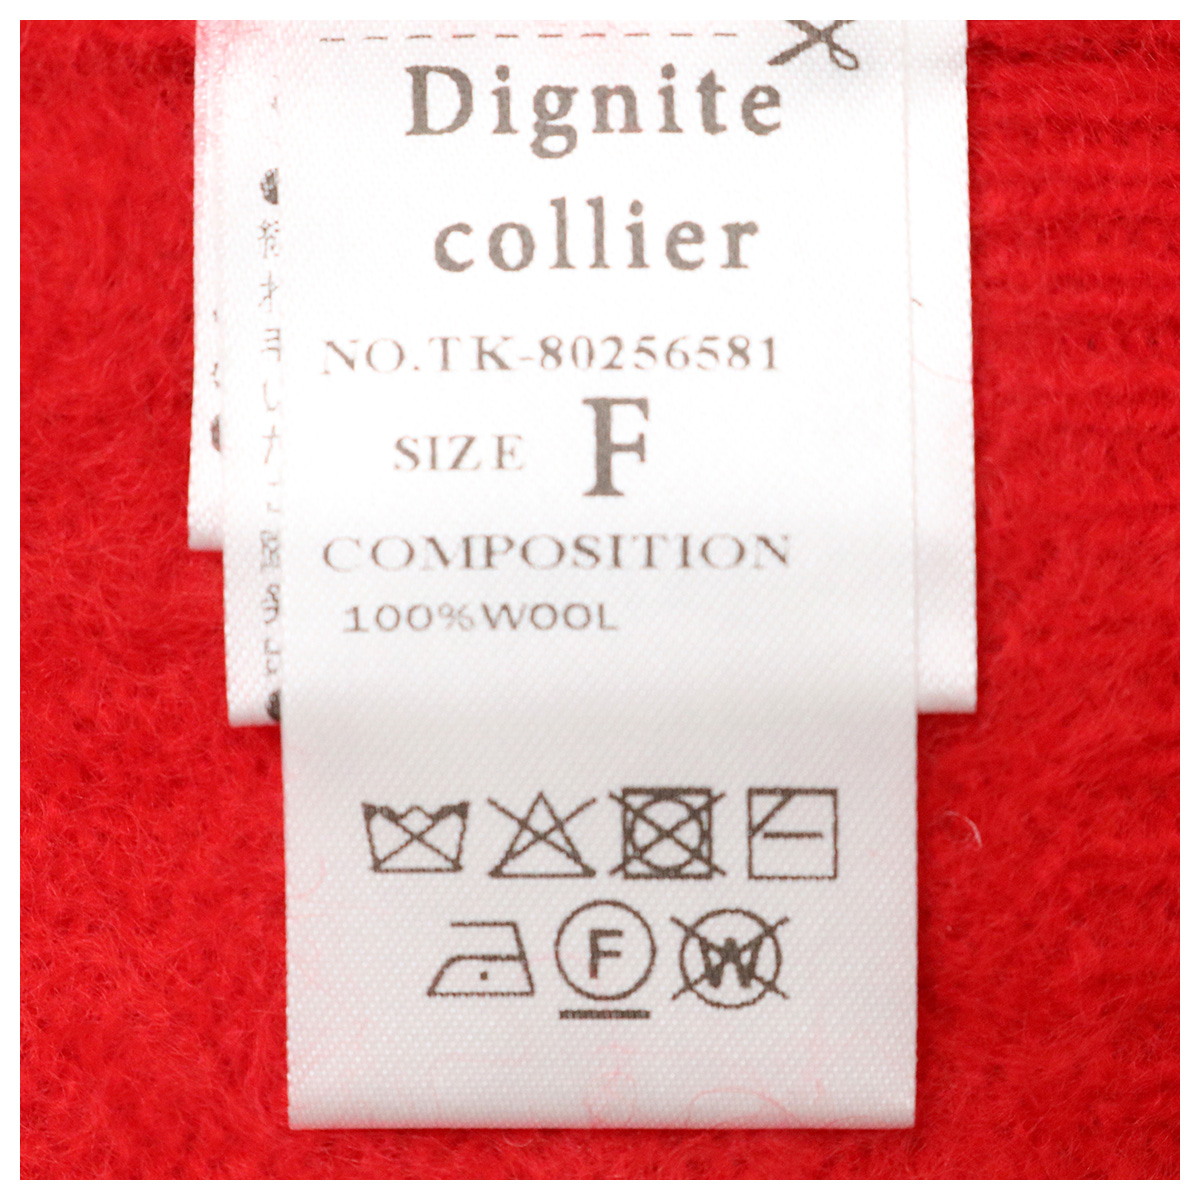 Dignite
collier
NO.TK-80256581
SIZE F
COMPOSITION
100%WOOL
F
W